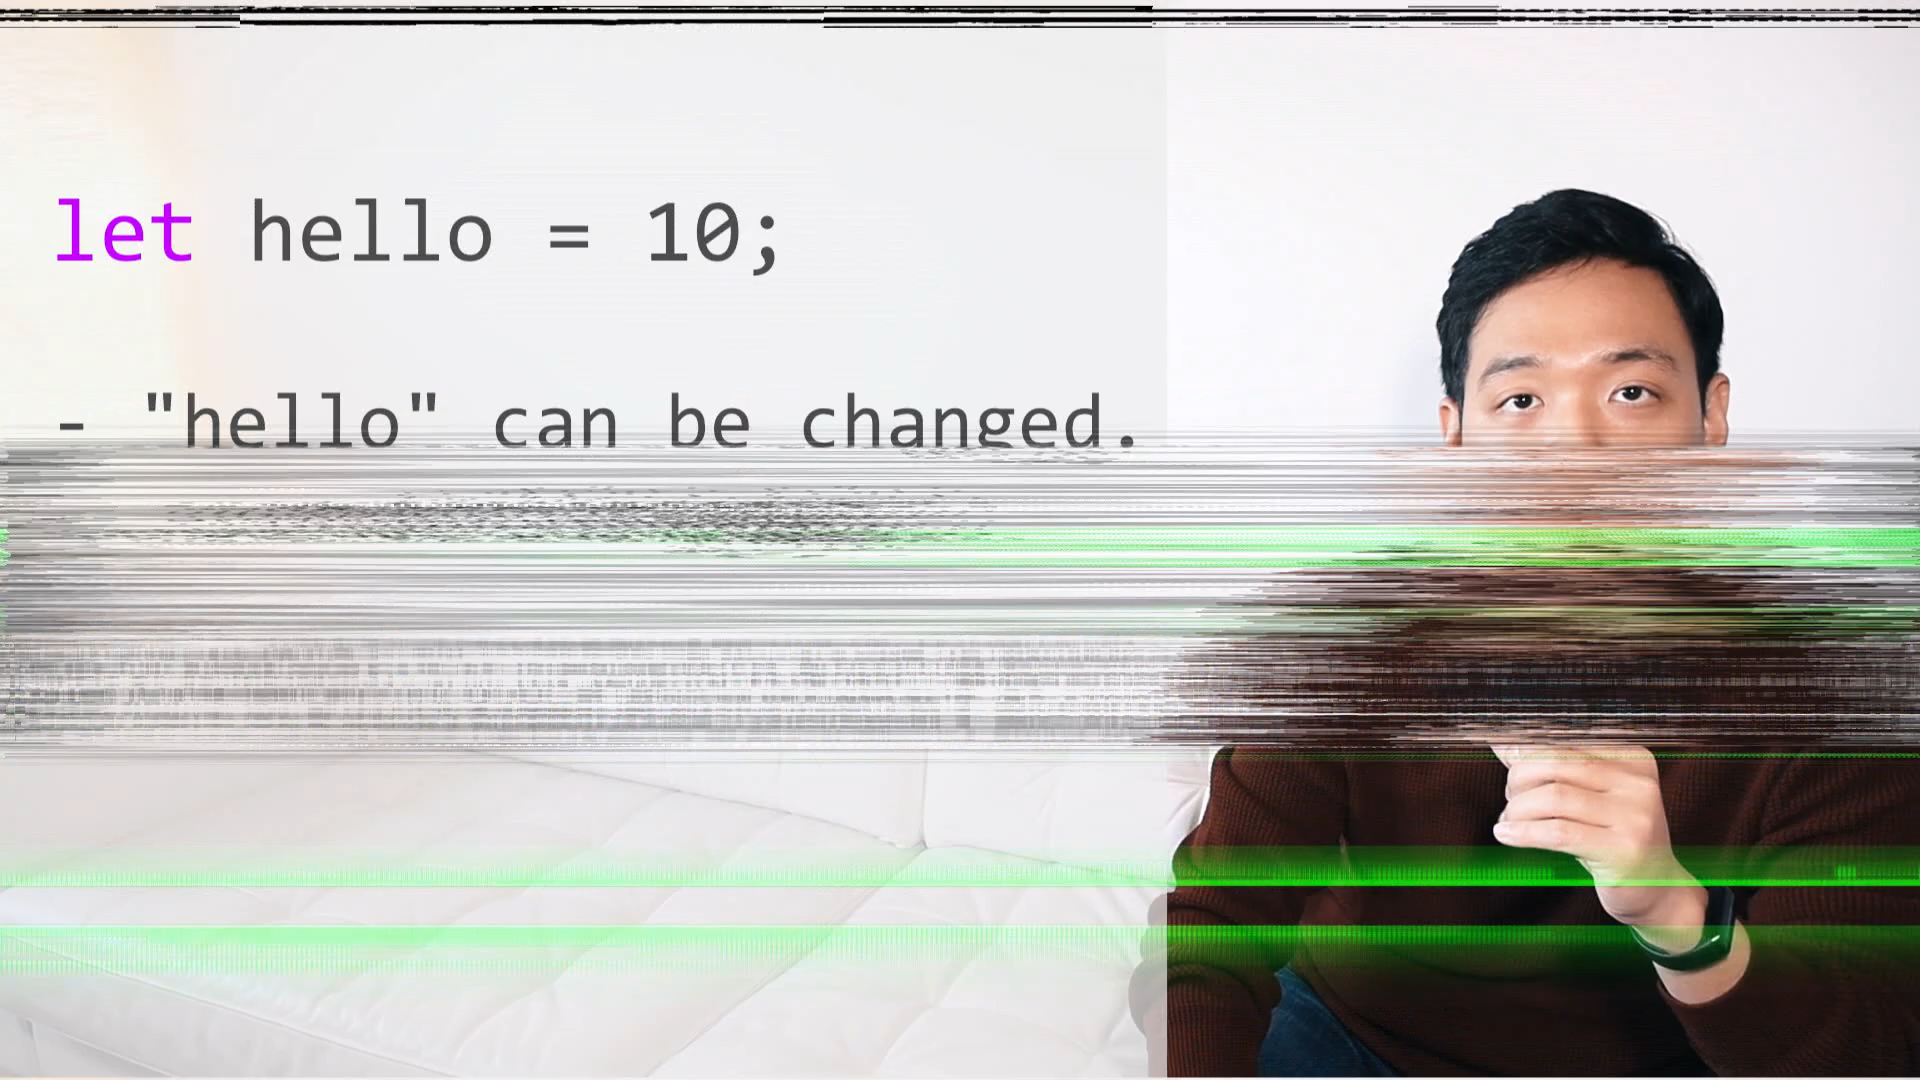 let hello = 10;
- "hello" can be changed.